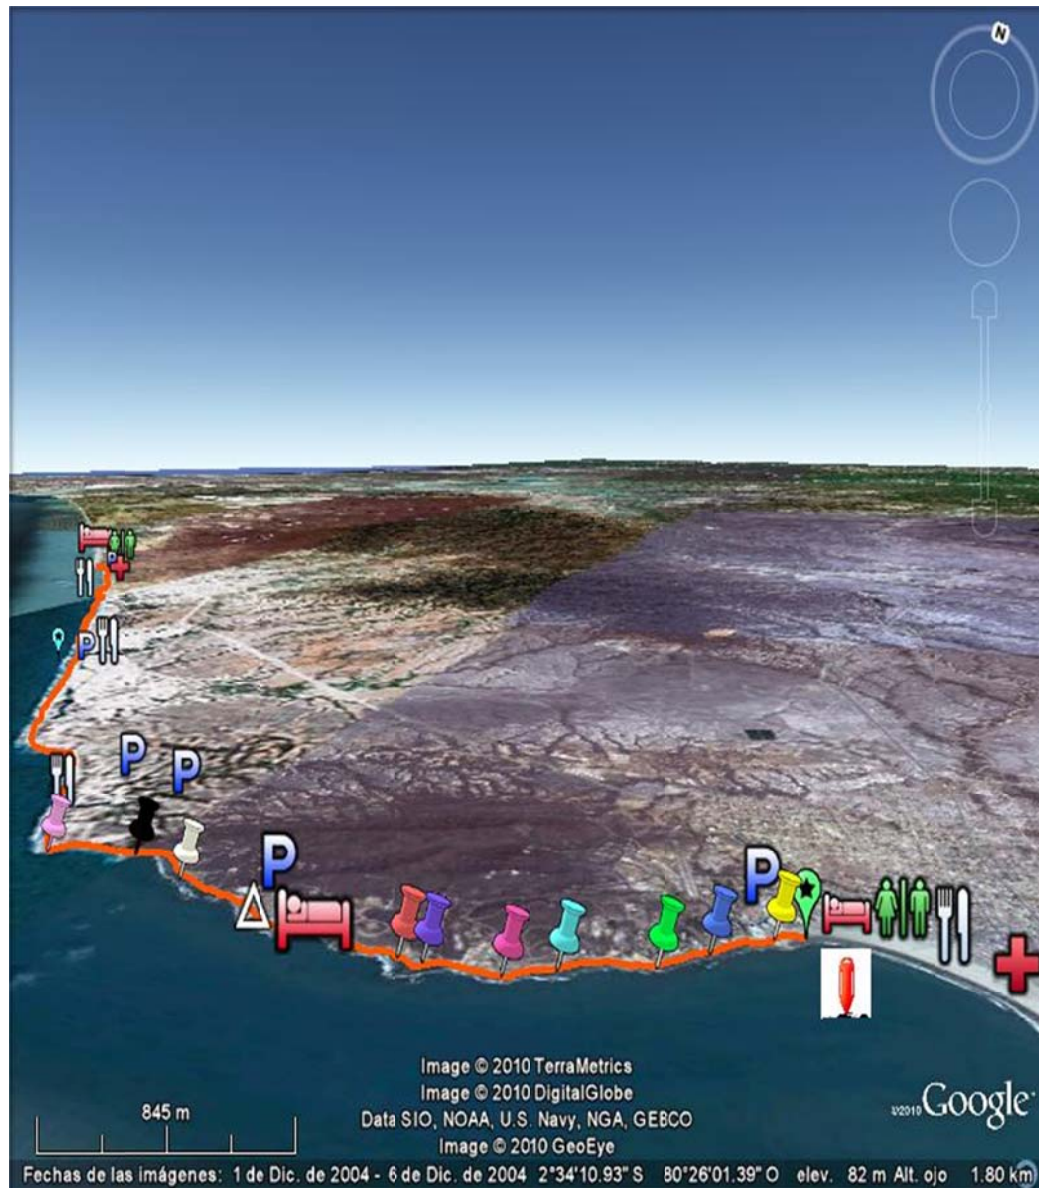 N
P
P
P
P
P
P
Image © 2010 TerraMetrics
Image © 2010 DigitalGlobe
Data SIO, NOAA, U.S. Navy, NGA, GEBCO
Image © 2010 GeoEye
845 m
©2010 Google
Fechas de las imágenes: 1 de Dic. de 2004 - 6 de Dic. de 2004 2°34'10.93" S 80°26'01.39" O elev. 82 m Alt. ojo 1.80 km